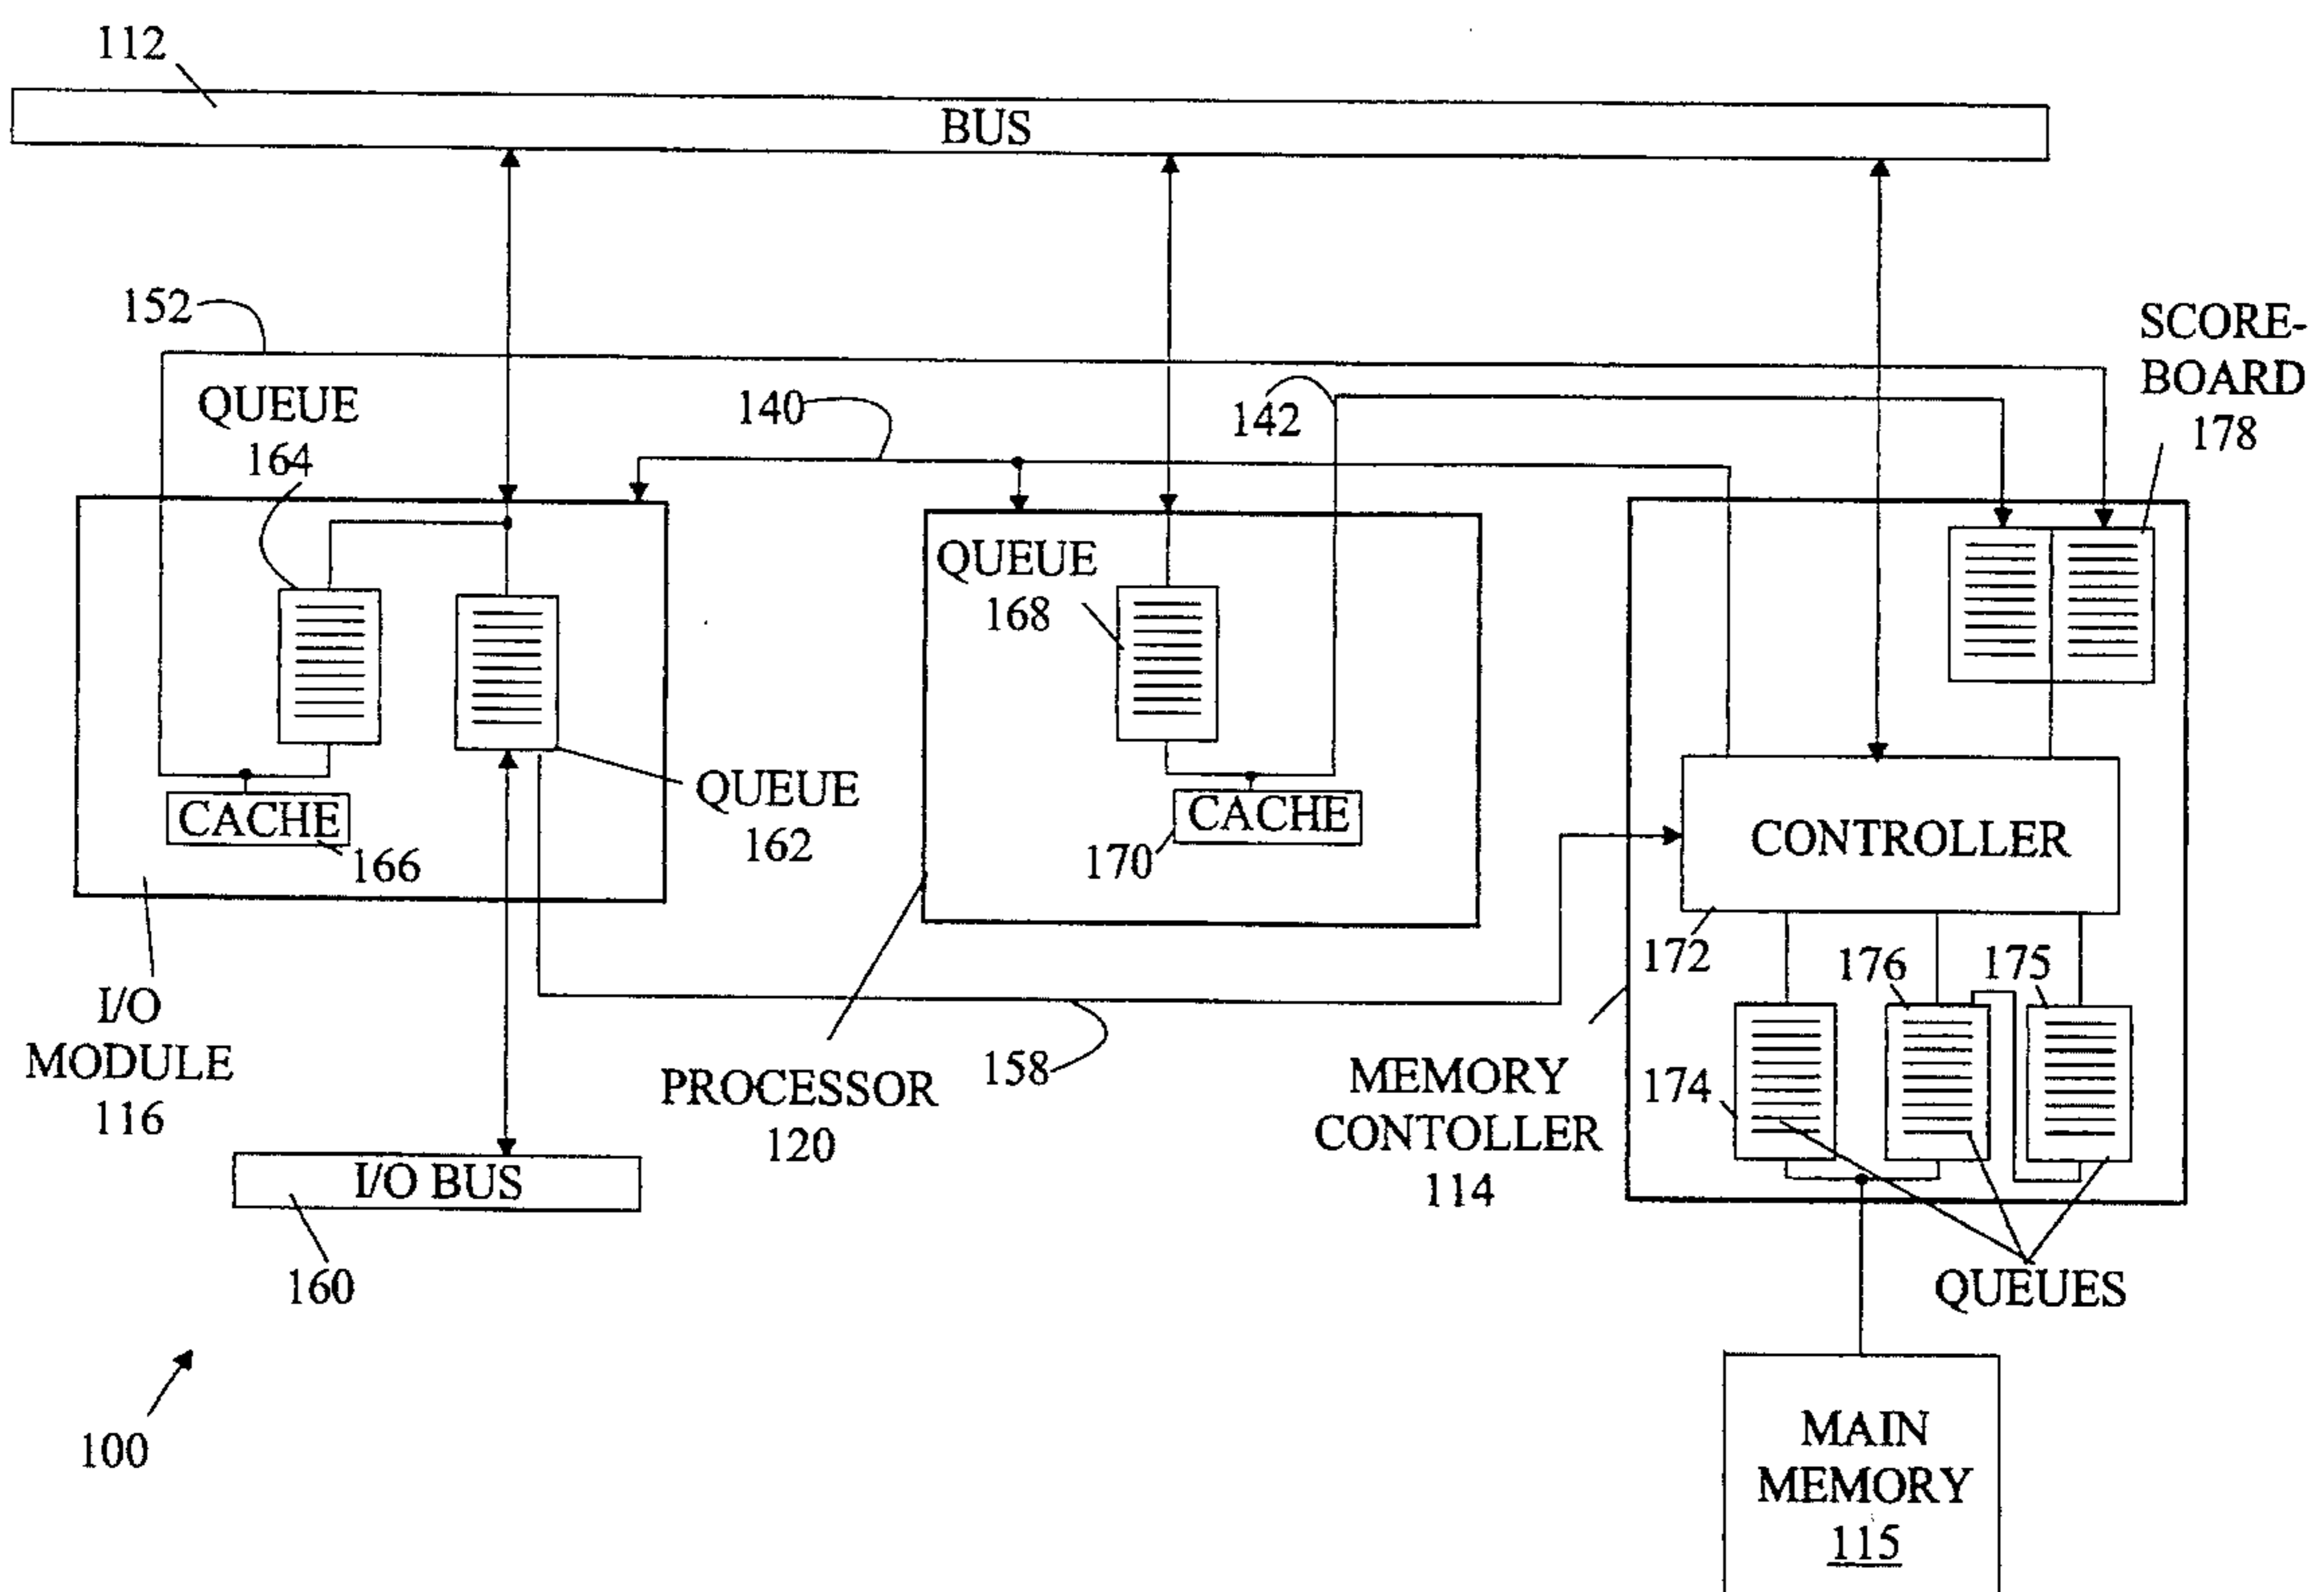 112
BUS
152
SCORE-
BOARD
178
QUEUE
164
140
142
QUEUE
168
QUEUE
162
CACHE
166
CACHE
170
CONTROLLER
172
176
175
174
I/O
MODULE
116
PROCESSOR
120
158
MEMORY
CONTOLLER
114
I/O BUS
160
QUEUES
100
MAIN
MEMORY
115